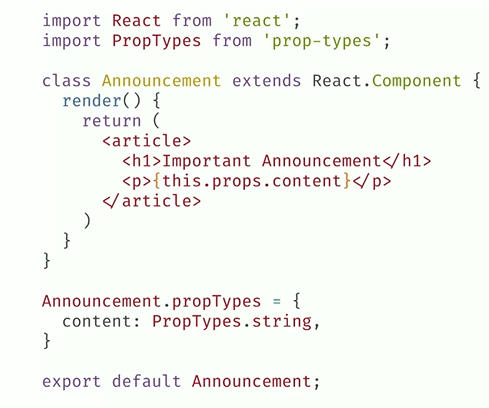 import React from 'react';
import PropTypes from 'prop-types';

class Announcement extends React.Component {
  render() {
    return (
      <article>
        <h1>Important Announcement</h1>
        <p>{this.props.content}</p>
      </article>
    )
  }
}

Announcement.propTypes = {
  content: PropTypes.string,
}

export default Announcement;